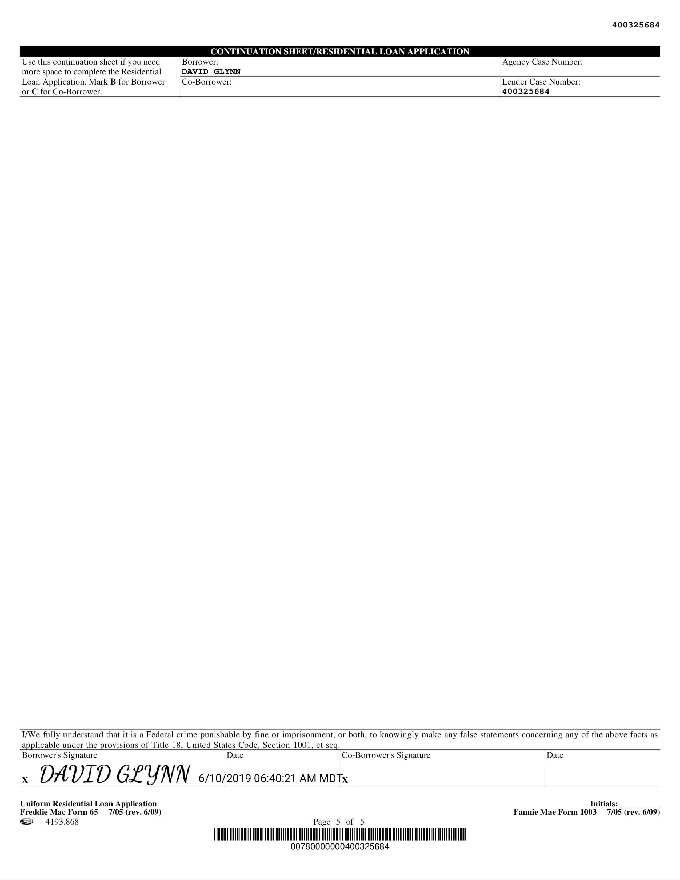 400325684
CONTINUATION SHEET/RESIDENTIAL LOAN APPLICATION
Use this continuation sheet if you need more space to complete the Residential Loan Application. Mark B for Borrower or C for Co-Borrower.
Borrower:
DAVID GLYNN
Agency Case Number:
Co-Borrower:
Lender Case Number:
400325684
I/We fully understand that it is a Federal crime punishable by fine or imprisonment, or both, to knowingly make any false statements concerning any of the above facts as
applicable under the provisions of Title 18, United States Code, Section 1001, et seq.
Borrower's Signature Date Co-Borrower's Signature Date
x DAVID GLYNN 6/10/2019 06:40:21 AM MDT x
Uniform Residential Loan Application Initials:
Freddie Mac Form 65 7/05 (rev. 6/09) Fannie Mae Form 1003 7/05 (rev. 6/09)
4193.868 Page 5 of 5
00780000000400325684